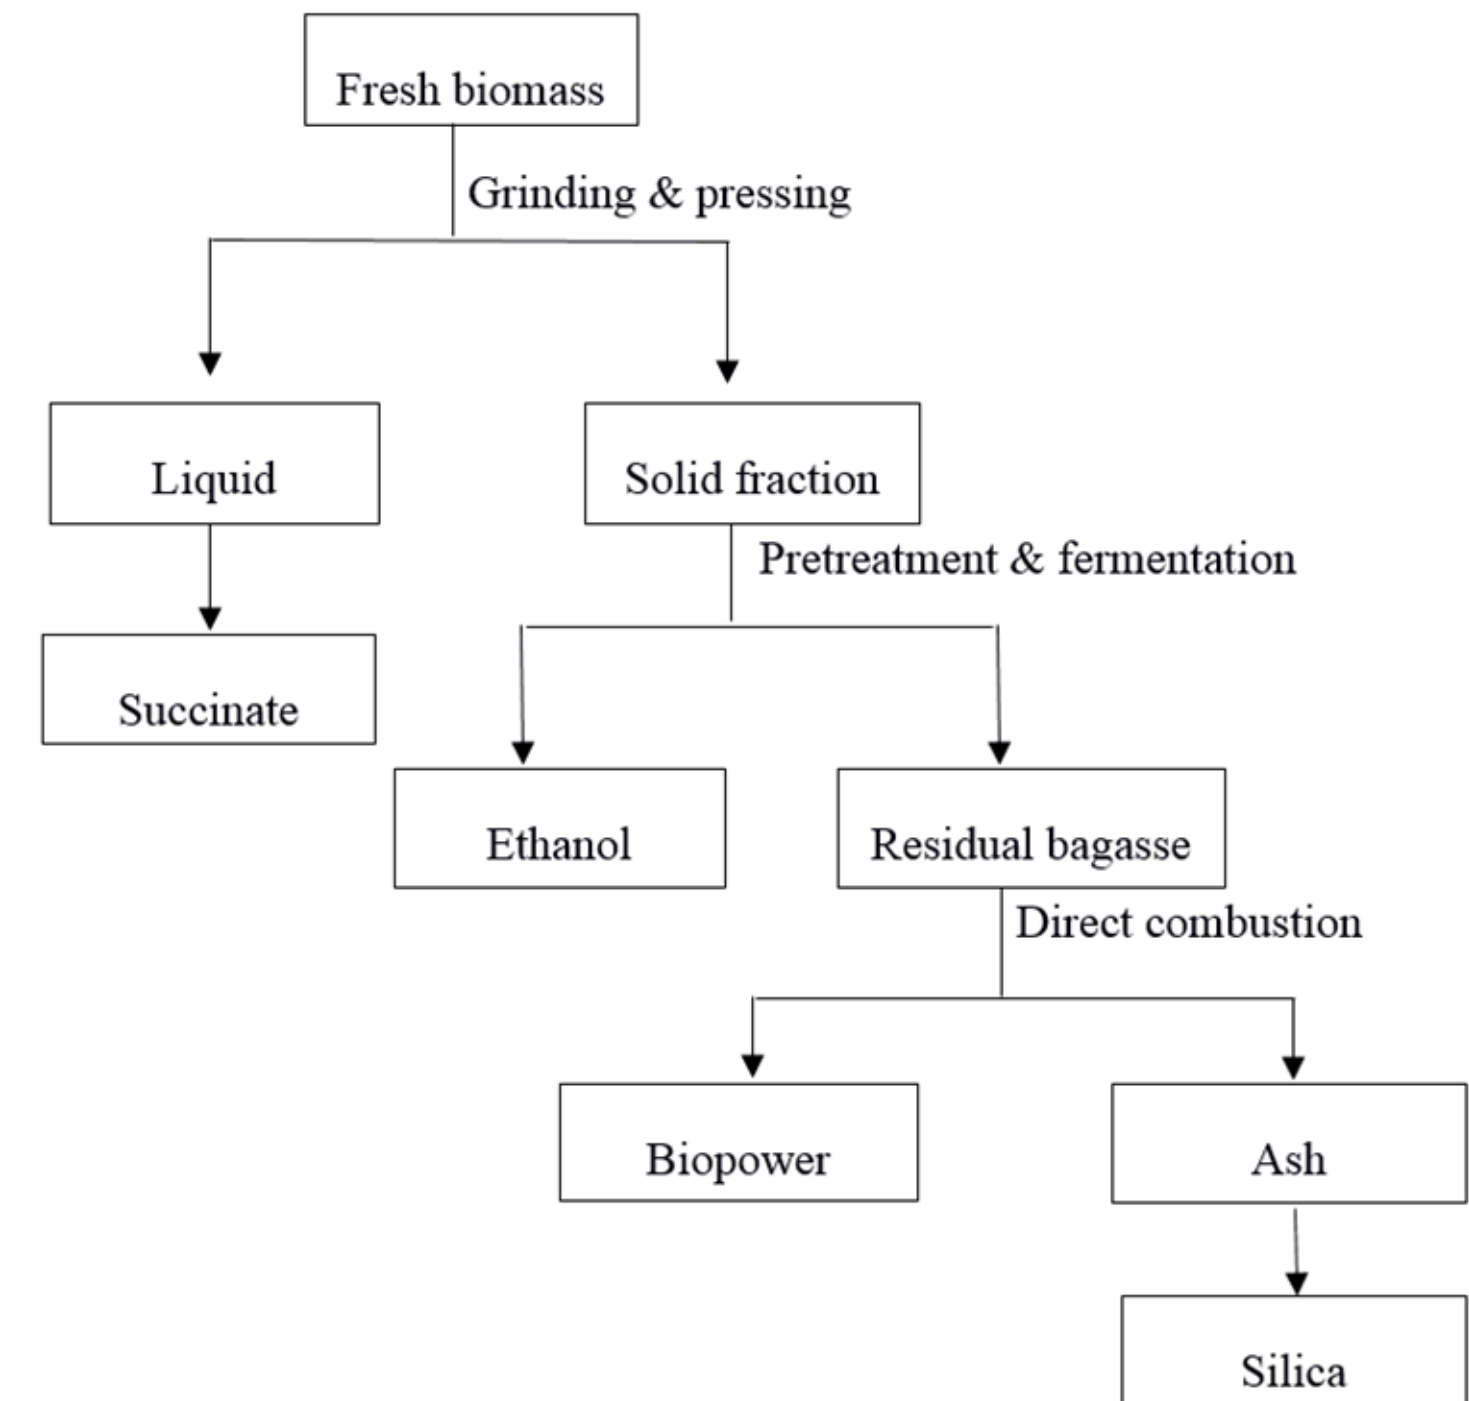 Fresh biomass
Grinding & pressing
Liquid
Solid fraction
Pretreatment & fermentation
Succinate
Ethanol
Residual bagasse
Direct combustion
Biopower
Ash
Silica